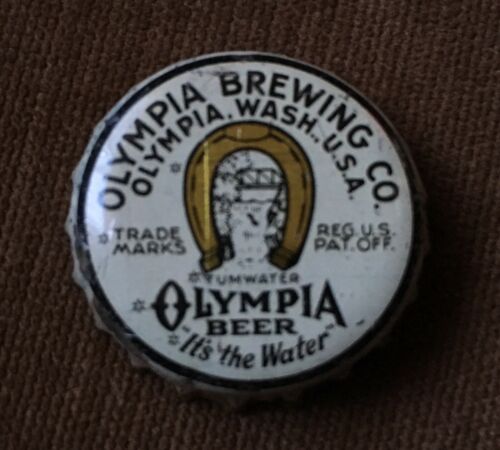 OLYMPIA BREWING CO.
OLYMPIA, WASH., U.S.A.
☆TRADE MARKS
REG. U.S. PAT. OFF.
☆TUMWATER
☆OLYMPIA
BEER
☆"It's the Water"